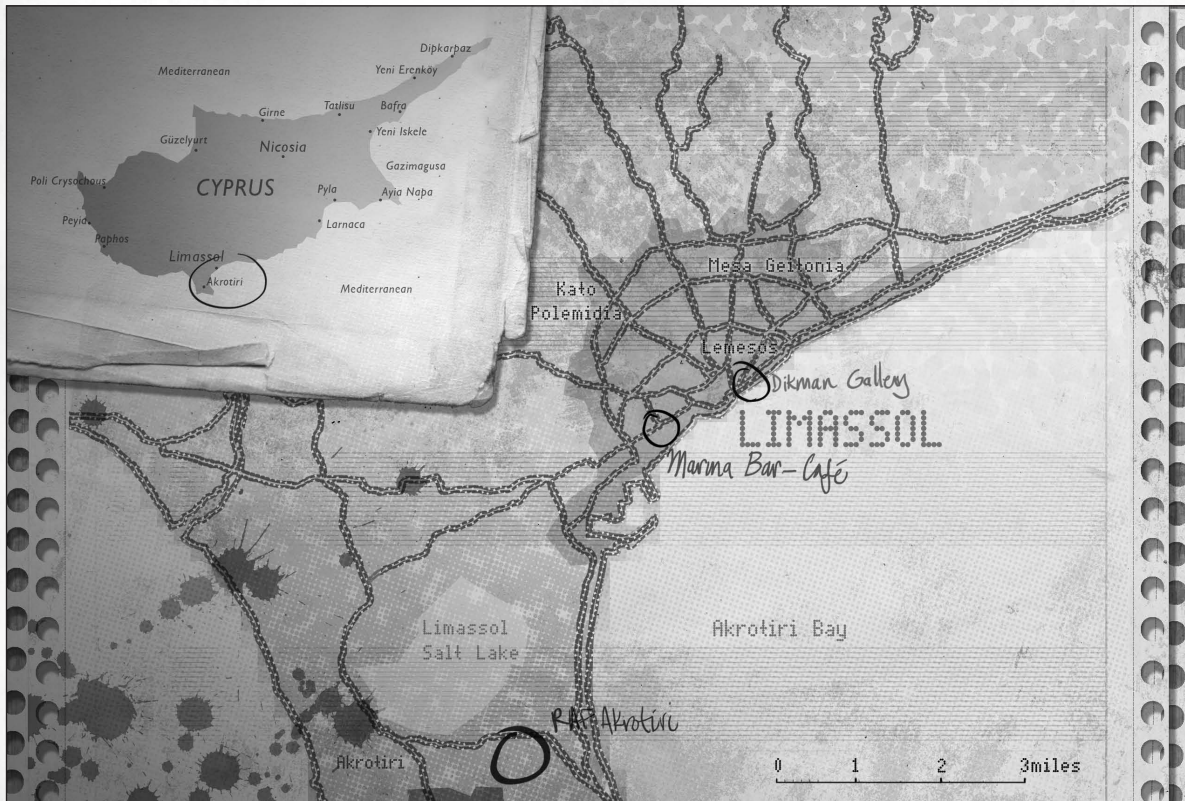 Dipkarpaz
Mediterranean
Yeni Erenköy
Tatlisu
Bafra
Girne
Yeni Iskele
Güzelyurt
Nicosia
Gazimagusa
Poli Crysochous
CYPRUS
Pyla
Ayia Napa
Peyia
Larnaca
Paphos
Limassol
Akrotiri
Mediterranean
Mesa Geitonia
Kato
Polemidia
Lemesos
Dikman Gallery
LIMASSOL
Marina Bar-Café
Limassol
Salt Lake
Akrotiri Bay
RAF Akrotiri
Akrotiri
0 1 2 3miles